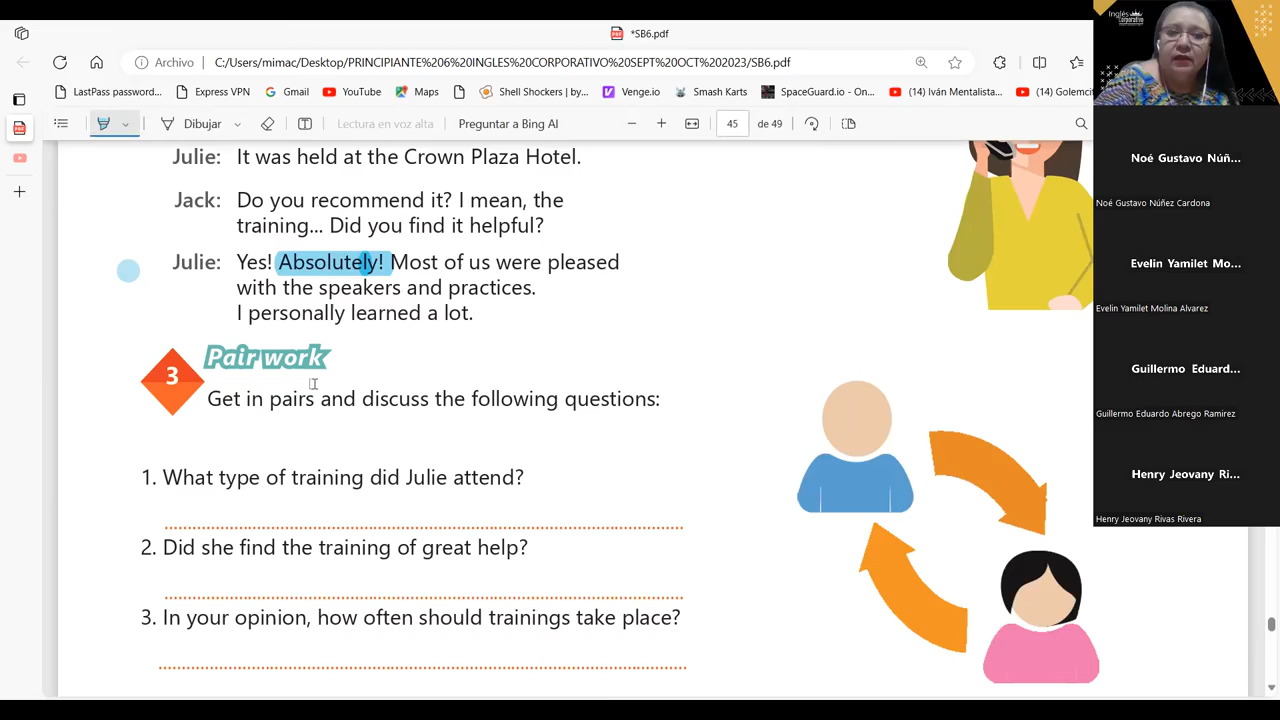 *SB6.pdf
Archivo
C:/Users/mimac/Desktop/PRINCIPIANTE%206%20INGLES%20CORPORATIVO%20SEPT%20OCT%202023/SB6.pdf
LastPass password...
Express VPN
Gmail
YouTube
Maps
Shell Shockers | by...
Venge.io
Smash Karts
SpaceGuard.io - On...
(14) Iván Mentalista...
(14) Golemcit
Dibujar
Lectura en voz alta
Preguntar a Bing AI
45
de 49
Julie: It was held at the Crown Plaza Hotel.
Jack: Do you recommend it? I mean, the
training... Did you find it helpful?
Julie: Yes! Absolutely! Most of us were pleased
with the speakers and practices.
I personally learned a lot.
3
Pair work
Get in pairs and discuss the following questions:
1. What type of training did Julie attend?
2. Did she find the training of great help?
3. In your opinion, how often should trainings take place?
Inglés
Corporativo
Noé Gustavo Núñ...
Noé Gustavo Núñez Cardona
Evelin Yamilet Mo...
Evelin Yamilet Molina Alvarez
Guillermo Eduard...
Guillermo Eduardo Abrego Ramirez
Henry Jeovany Ri...
Henry Jeovany Rivas Rivera